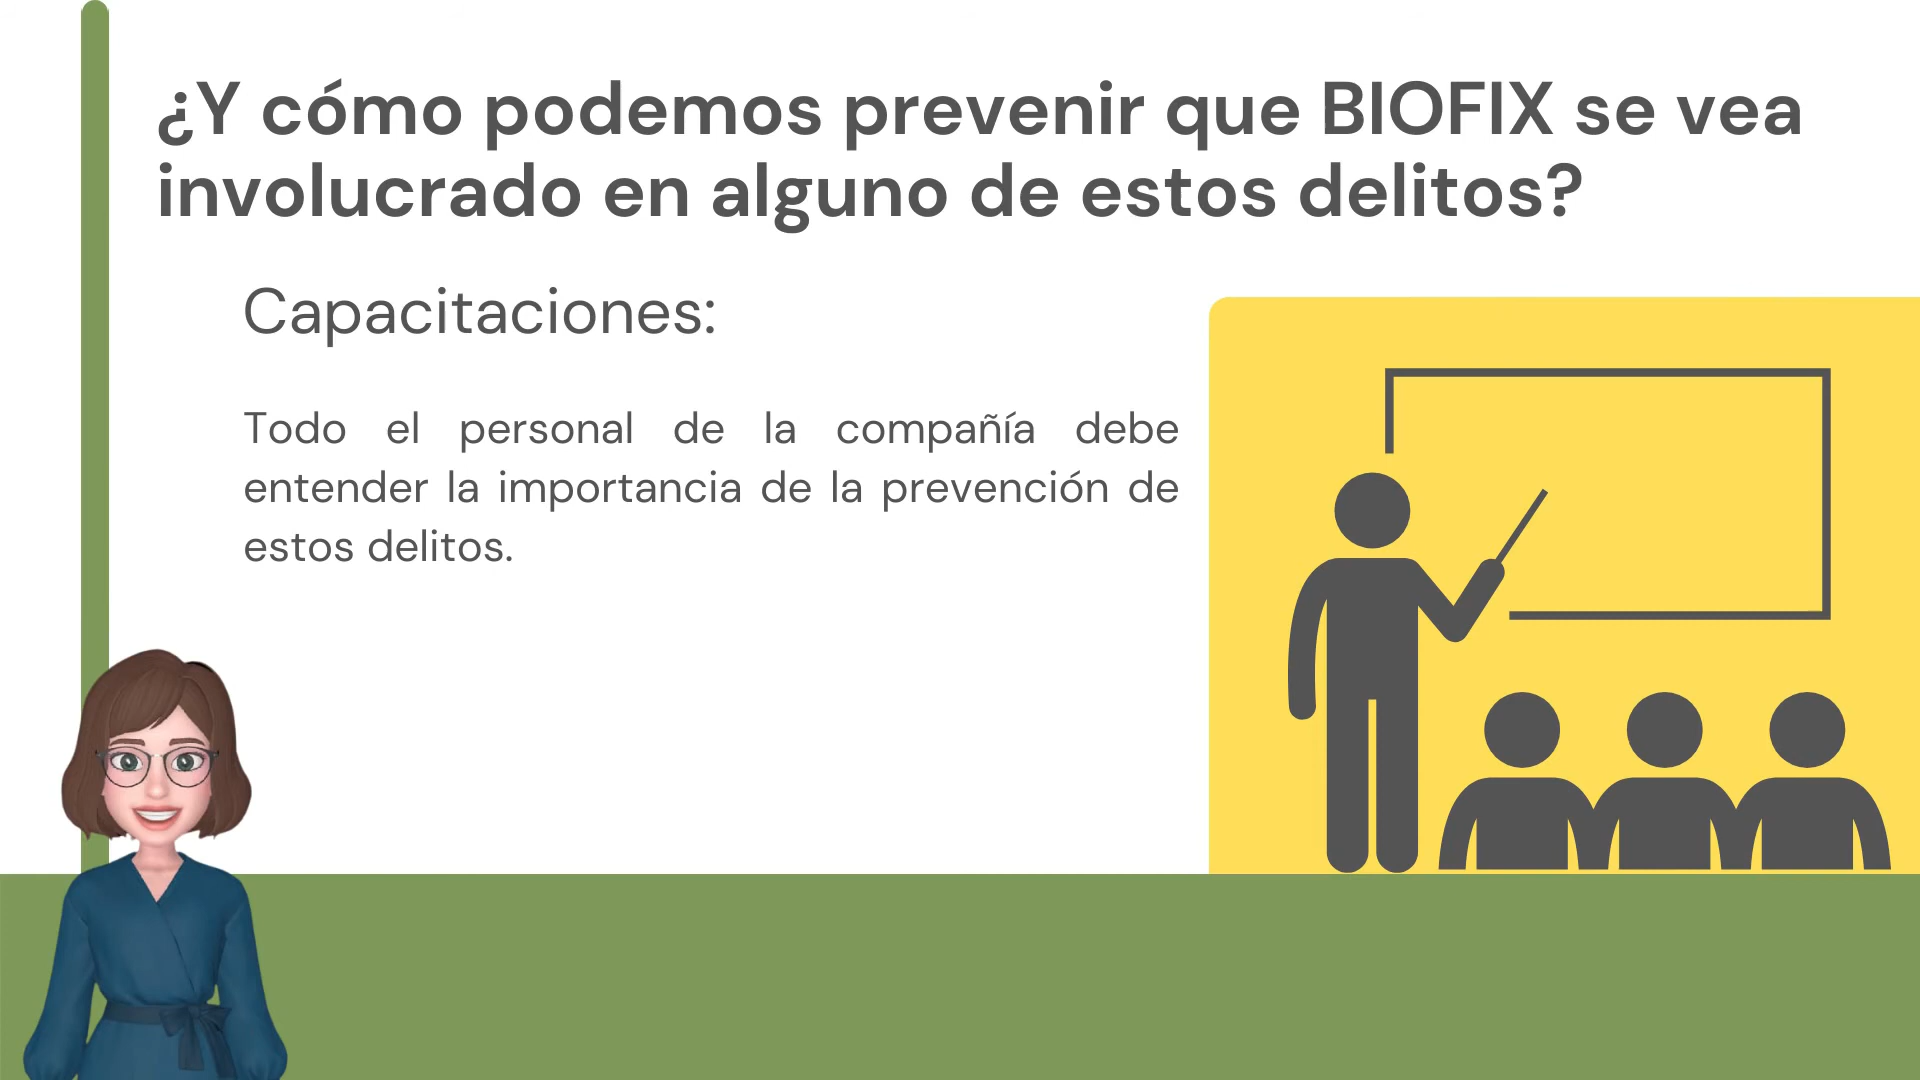 ¿Y cómo podemos prevenir que BIOFIX se vea
involucrado en alguno de estos delitos?
Capacitaciones:
Todo el personal de la compañía debe
entender la importancia de la prevención de
estos delitos.